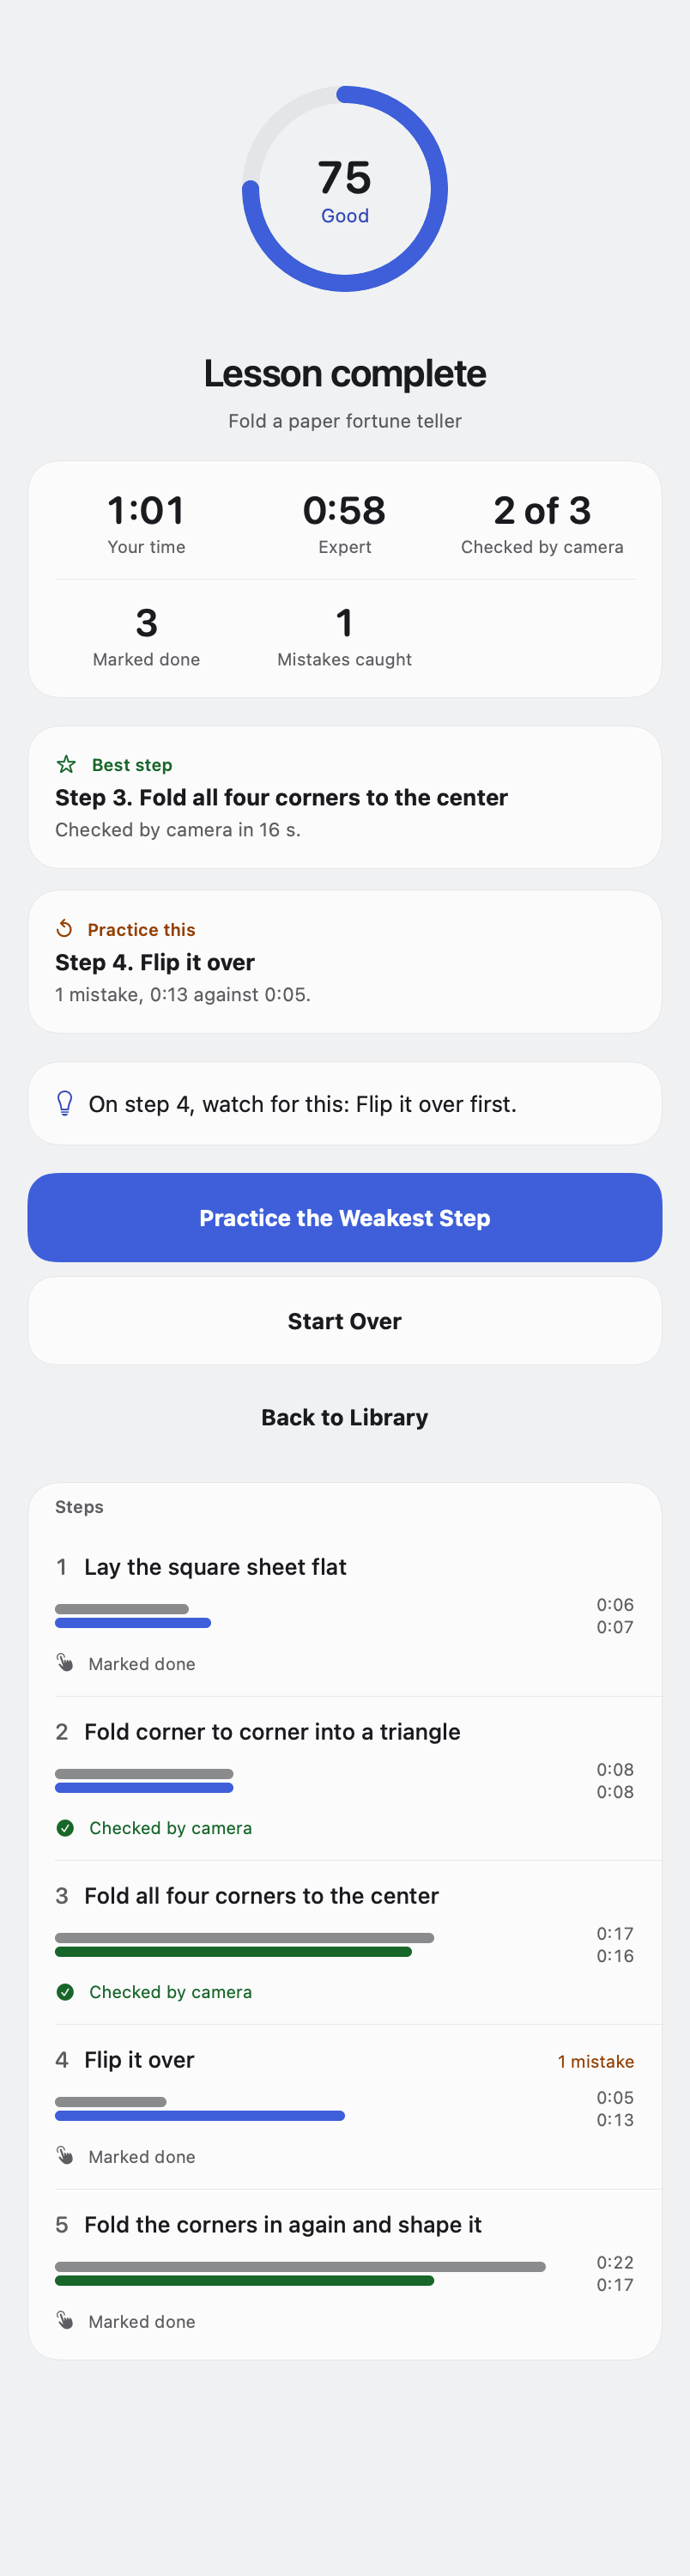 75
Good
Lesson complete
Fold a paper fortune teller
1:01
Your time
0:58
Expert
2 of 3
Checked by camera
3
Marked done
1
Mistakes caught
Best step
Step 3. Fold all four corners to the center
Checked by camera in 16 s.
Practice this
Step 4. Flip it over
1 mistake, 0:13 against 0:05.
On step 4, watch for this: Flip it over first.
Practice the Weakest Step
Start Over
Back to Library
Steps
1 Lay the square sheet flat
0:06
0:07
Marked done
2 Fold corner to corner into a triangle
0:08
0:08
Checked by camera
3 Fold all four corners to the center
0:17
0:16
Checked by camera
4 Flip it over 1 mistake
0:05
0:13
Marked done
5 Fold the corners in again and shape it
0:22
0:17
Marked done